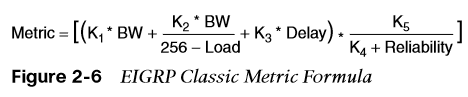 Metric = [(K₁ * BW + K₂ * BW / 256 – Load + K₃ * Delay) * K₅ / K₄ + Reliability]
Figure 2-6 EIGRP Classic Metric Formula